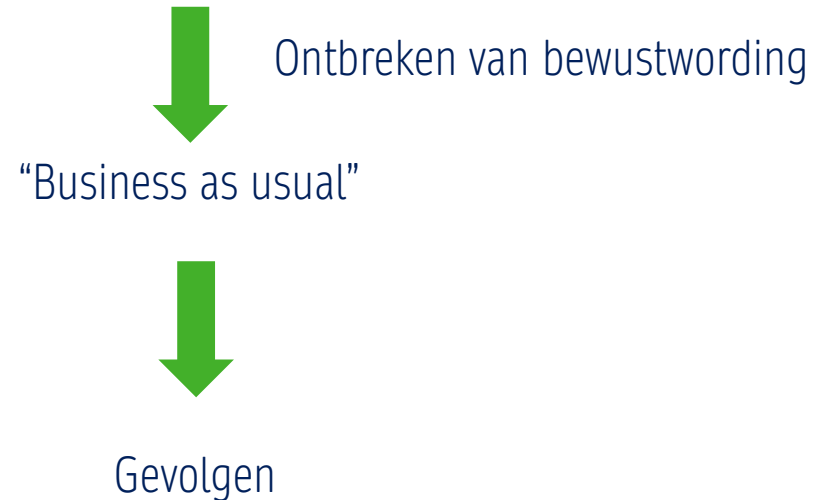 Ontbreken van bewustwording
“Business as usual”
Gevolgen